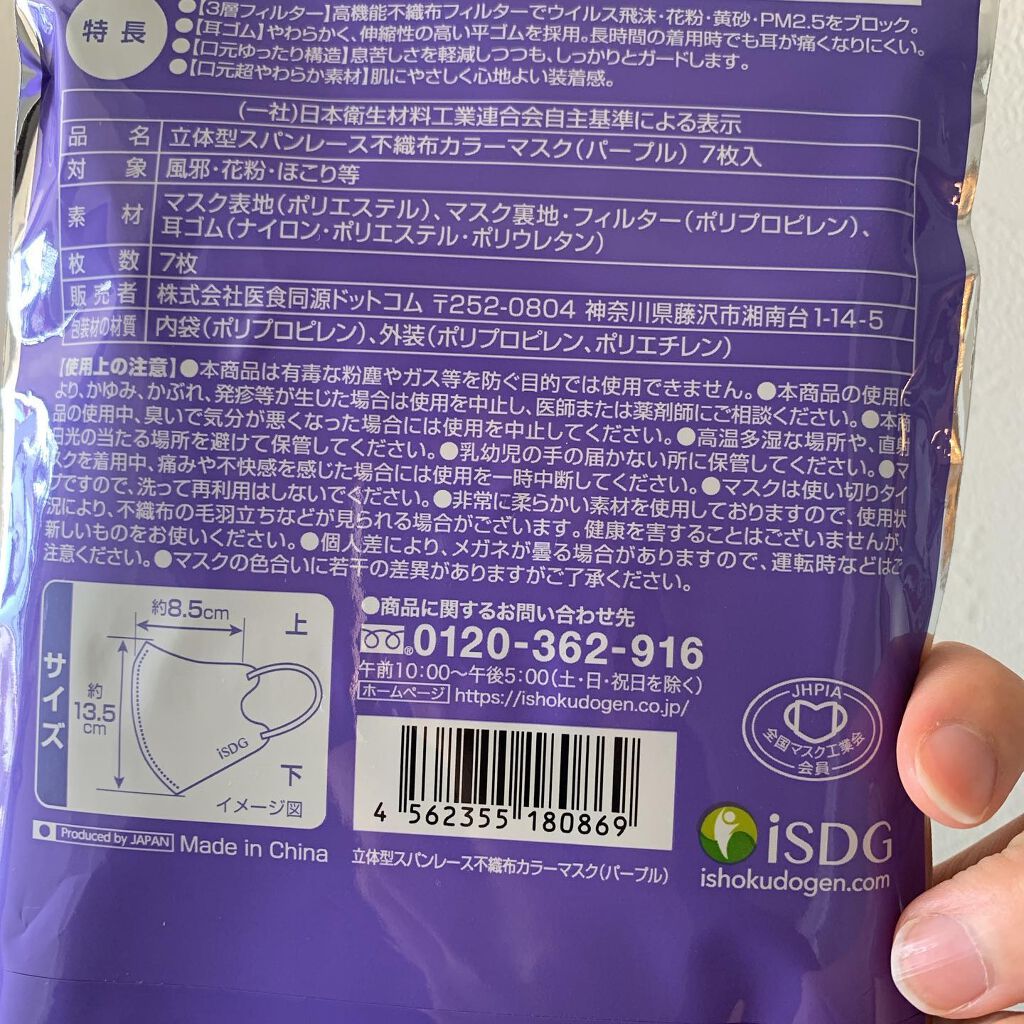 特長
●【3層フィルター】高機能不織布フィルターでウイルス飛沫・花粉・黄砂・PM2.5をブロック。
●【耳ゴム】やわらかく、伸縮性の高い平ゴムを採用。長時間の着用時でも耳が痛くなりにくい。
●【口元ゆったり構造】息苦しさを軽減しつつも、しっかりとガードします。
●【口元超やわらか素材】肌にやさしく心地よい装着感。
(一社)日本衛生材料工業連合会自主基準による表示
品名 立体型スパンレース不織布カラーマスク(パープル) 7枚入
対象 風邪・花粉・ほこり等
素材 マスク表地(ポリエステル)、マスク裏地・フィルター(ポリプロピレン)、
耳ゴム(ナイロン・ポリエステル・ポリウレタン)
枚数 7枚
販売者 株式会社医食同源ドットコム 〒252-0804 神奈川県藤沢市湘南台1-14-5
包装材の材質 内袋(ポリプロピレン)、外装(ポリプロピレン、ポリエチレン)
【使用上の注意】●本商品は有毒な粉塵やガス等を防ぐ目的では使用できません。●本商品の使用に
より、かゆみ、かぶれ、発疹等が生じた場合は使用を中止し、医師または薬剤師にご相談ください。●本商
品の使用中、臭いで気分が悪くなった場合には使用を中止してください。●高温多湿な場所や、直射
日光の当たる場所を避けて保管してください。●乳幼児の手の届かない所に保管してください。●マ
スクを着用中、痛みや不快感を感じた場合には使用を一時中断してください。●マスクは使い切りタイ
プですので、洗って再利用はしないでください。●非常に柔らかい素材を使用しておりますので、使用状
況により、不織布の毛羽立ちなどが見られる場合がございます。健康を害することはございませんが、
新しいものをお使いください。●個人差により、メガネが曇る場合がありますので、運転時などはご
注意ください。●マスクの色合いに若干の差異がありますがご了承ください。
サイズ
約8.5cm
上
約
13.5
cm
iSDG
下
イメージ図
●商品に関するお問い合わせ先
0120-362-916
午前10:00〜午後5:00(土・日・祝日を除く)
ホームページ https://ishokudogen.co.jp/
JHPIA
全国マスク工業会
会員
4 562355 180869
立体型スパンレース不織布カラーマスク(パープル)
Produced by JAPAN Made in China
iSDG
ishokudogen.com